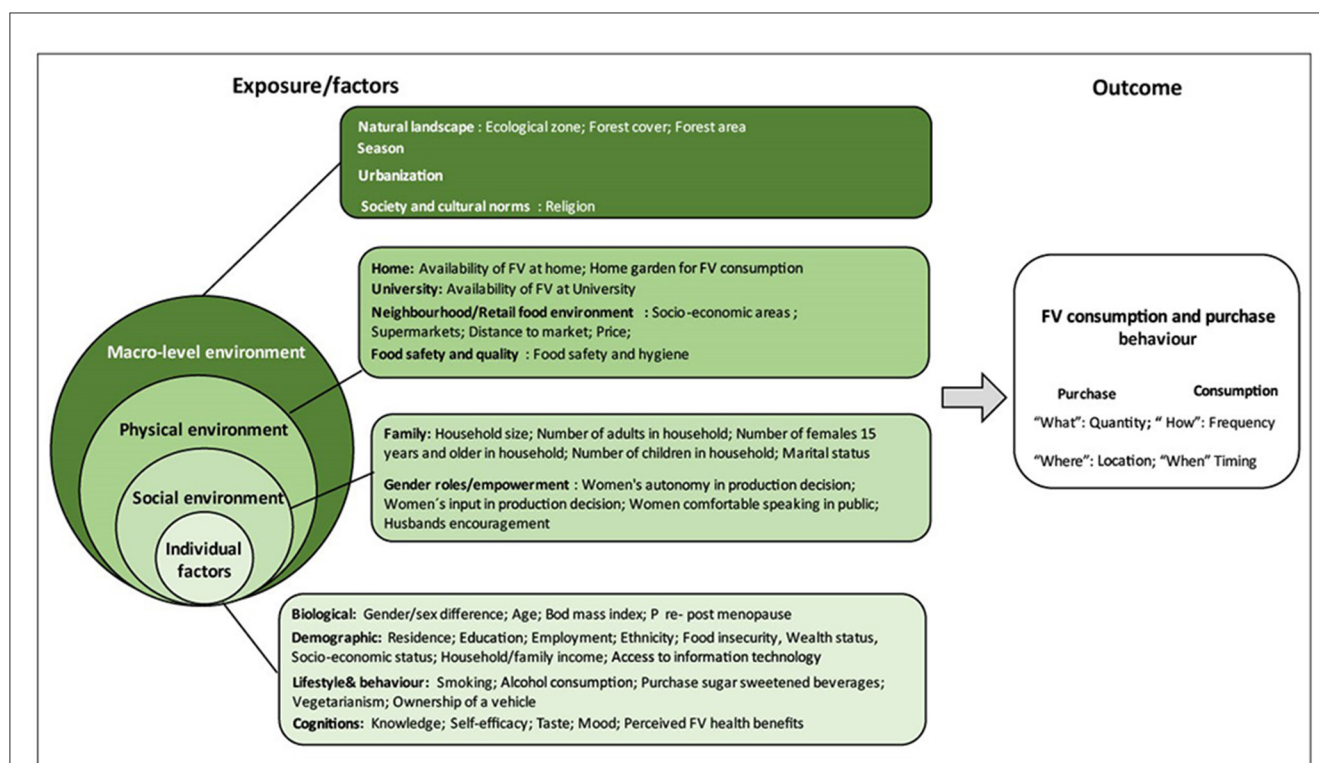 Exposure/factors
Outcome
Natural landscape : Ecological zone; Forest cover; Forest area
Season
Urbanization
Society and cultural norms : Religion
Home: Availability of FV at home; Home garden for FV consumption
University: Availability of FV at University
Neighbourhood/Retail food environment : Socio-economic areas ;
Supermarkets; Distance to market; Price;
Food safety and quality : Food safety and hygiene
Family: Household size; Number of adults in household; Number of females 15
years and older in household; Number of children in household; Marital status
Gender roles/empowerment : Women's autonomy in production decision;
Women´s input in production decision; Women comfortable speaking in public;
Husbands encouragement
Biological: Gender/sex difference; Age; Bod mass index; P re- post menopause
Demographic: Residence; Education; Employment; Ethnicity; Food insecurity, Wealth status,
Socio-economic status; Household/family income; Access to information technology
Lifestyle& behaviour: Smoking; Alcohol consumption; Purchase sugar sweetened beverages;
Vegetarianism; Ownership of a vehicle
Cognitions: Knowledge; Self-efficacy; Taste; Mood; Perceived FV health benefits
Macro-level environment
Physical environment
Social environment
Individual
factors
FV consumption and purchase
behaviour
Purchase Consumption
“What”: Quantity; “ How”: Frequency
“Where”: Location; “When” Timing